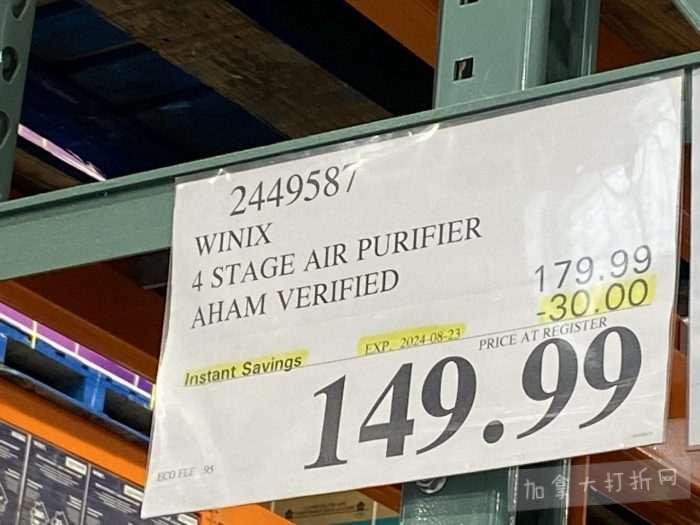 2449587
WINIX
4 STAGE AIR PURIFIER
AHAM VERIFIED
179.99
-30.00
Instant Savings
EXP. 2024-08-23
PRICE AT REGISTER
149.99
ECO FEE .95
加拿大打折网